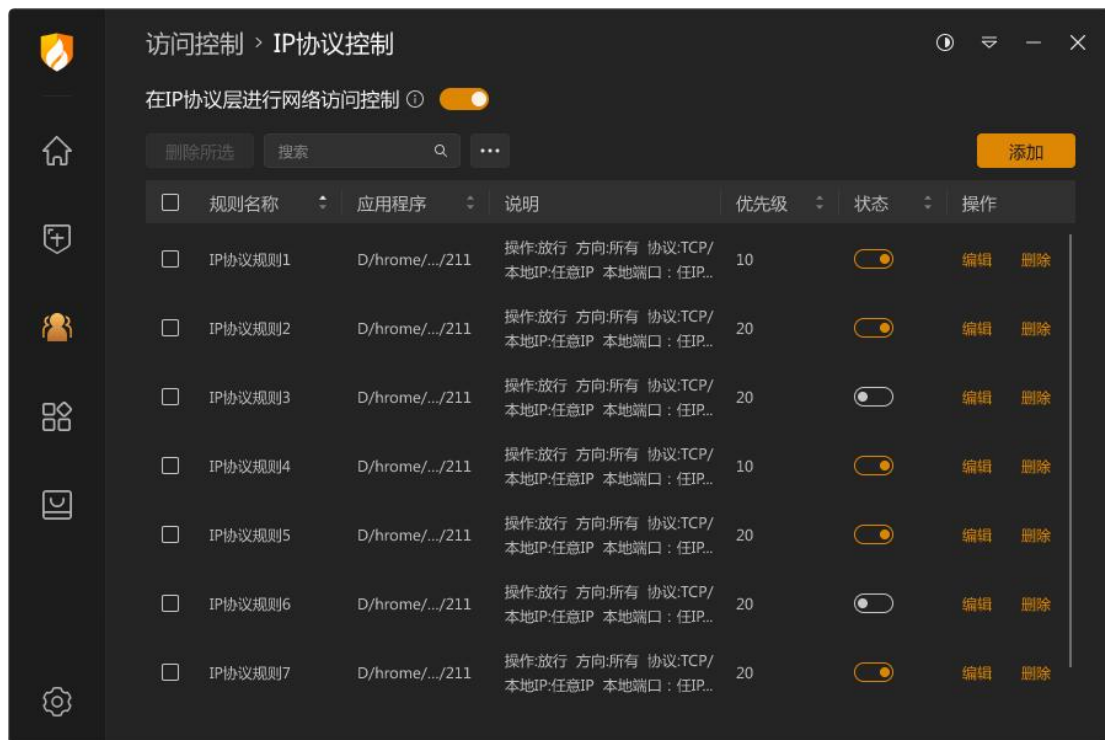 访问控制 > IP协议控制
在IP协议层进行网络访问控制
删除所选 搜索 ••• 添加
规则名称 应用程序 说明 优先级 状态 操作
IP协议规则1 D/hrome/.../211 操作:放行 方向:所有 协议:TCP/ 10 编辑 删除
本地IP:任意IP 本地端口：任IP...
IP协议规则2 D/hrome/.../211 操作:放行 方向:所有 协议:TCP/ 20 编辑 删除
本地IP:任意IP 本地端口：任IP...
IP协议规则3 D/hrome/.../211 操作:放行 方向:所有 协议:TCP/ 20 编辑 删除
本地IP:任意IP 本地端口：任IP...
IP协议规则4 D/hrome/.../211 操作:放行 方向:所有 协议:TCP/ 10 编辑 删除
本地IP:任意IP 本地端口：任IP...
IP协议规则5 D/hrome/.../211 操作:放行 方向:所有 协议:TCP/ 20 编辑 删除
本地IP:任意IP 本地端口：任IP...
IP协议规则6 D/hrome/.../211 操作:放行 方向:所有 协议:TCP/ 20 编辑 删除
本地IP:任意IP 本地端口：任IP...
IP协议规则7 D/hrome/.../211 操作:放行 方向:所有 协议:TCP/ 20 编辑 删除
本地IP:任意IP 本地端口：任IP...